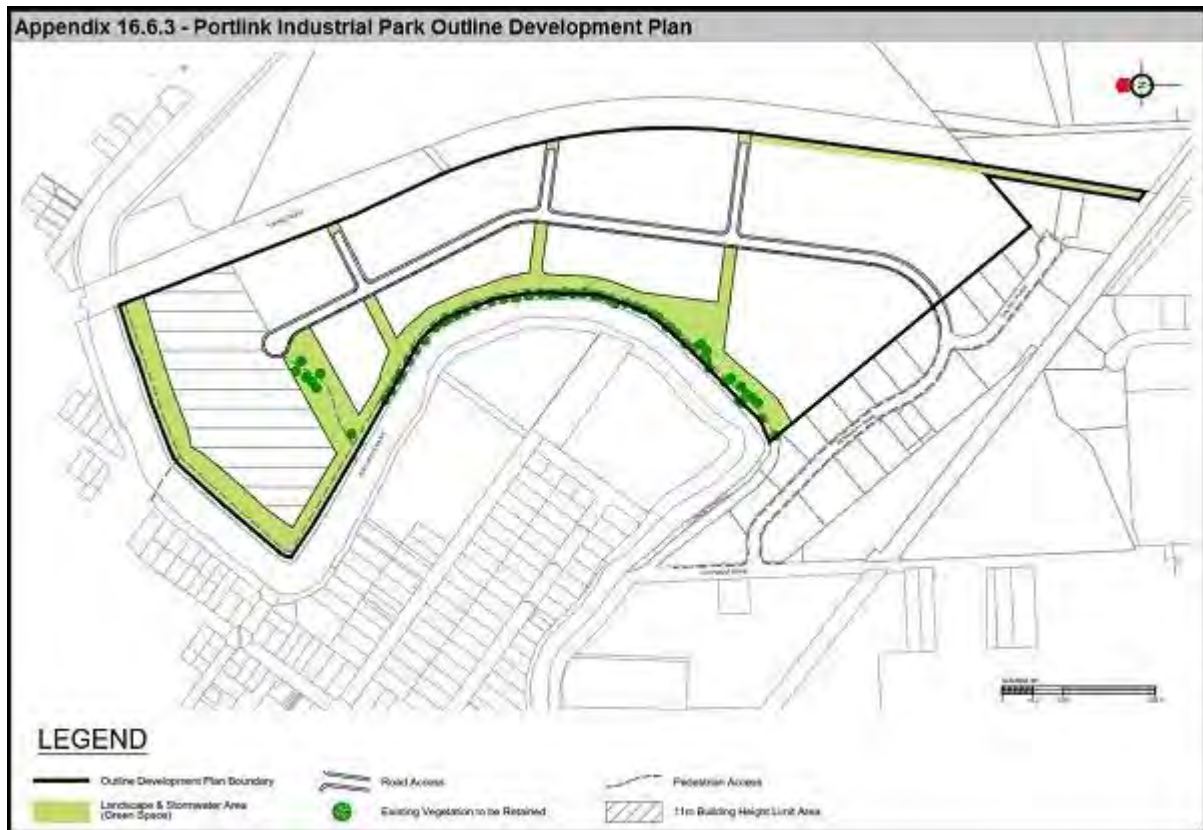 Appendix 16.6.3 - Portlink Industrial Park Outline Development Plan
LEGEND
Outline Development Plan Boundary
Road Access
Pedestrian Access
Landscape & Stormwater Area
(Green Space)
Existing Vegetation to be Retained
11m Building Height Limit Area